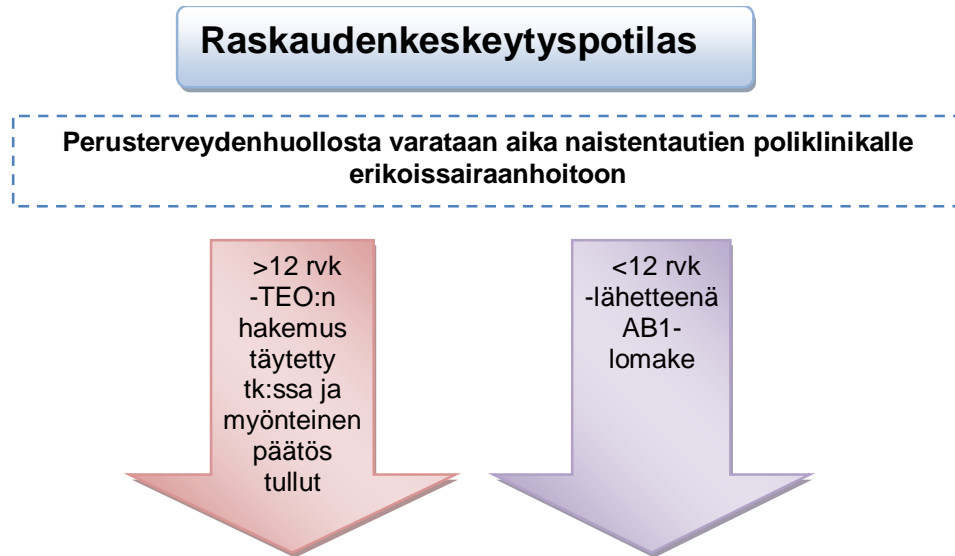 Raskaudenkeskeytyspotilas
Perusterveydenhuollosta varataan aika naistentautien poliklinikalle
erikoissairaanhoitoon
>12 rvk
-TEO:n
hakemus
täytetty
tk:ssa ja
myönteinen
päätös
tullut
<12 rvk
-lähetteenä
AB1-
lomake